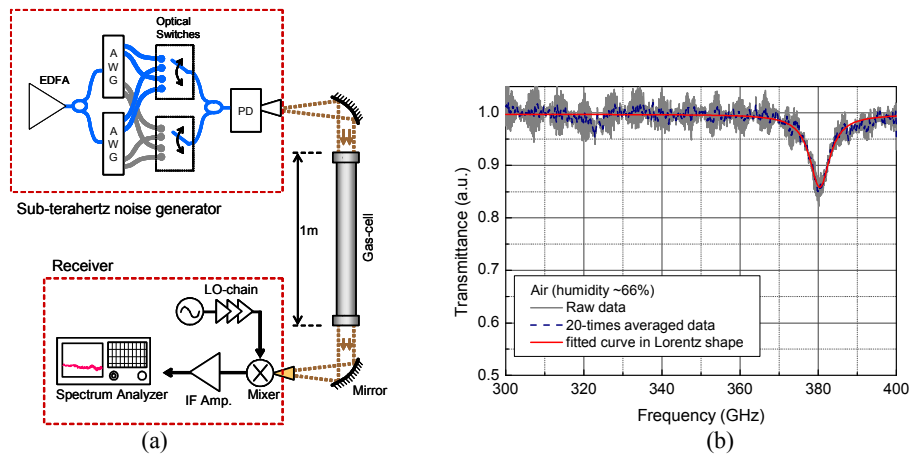 Optical
Switches
EDFA
A
W
G
A
W
G
PD
Sub-terahertz noise generator
1m
Gas-cell
Receiver
LO-chain
Spectrum Analyzer
IF Amp.
Mixer
Mirror
(a)
Transmittance (a.u.)
1.0
0.9
0.8
0.7
0.6
0.5
Air (humidity ~66%)
Raw data
20-times averaged data
fitted curve in Lorentz shape
300 320 340 360 380 400
Frequency (GHz)
(b)